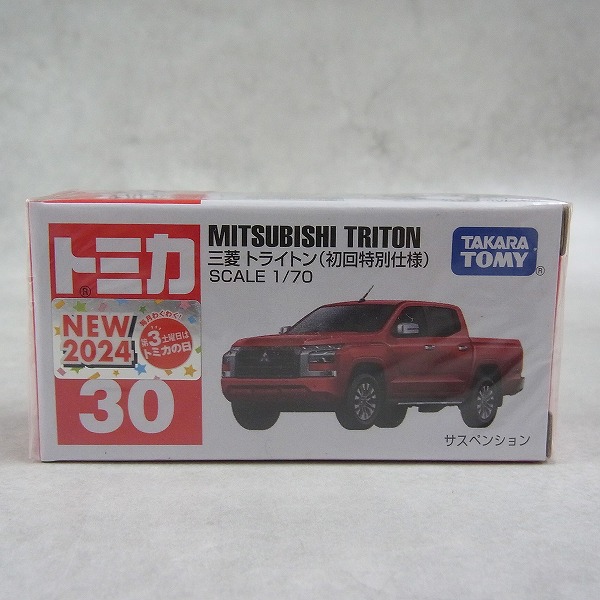 トミカ
®
NEW
2024
毎月わくわく!
第3土曜日は
トミカの日
30
MITSUBISHI TRITON
三菱 トライトン(初回特別仕様)
SCALE 1/70
TAKARA
TOMY
®
サスペンション